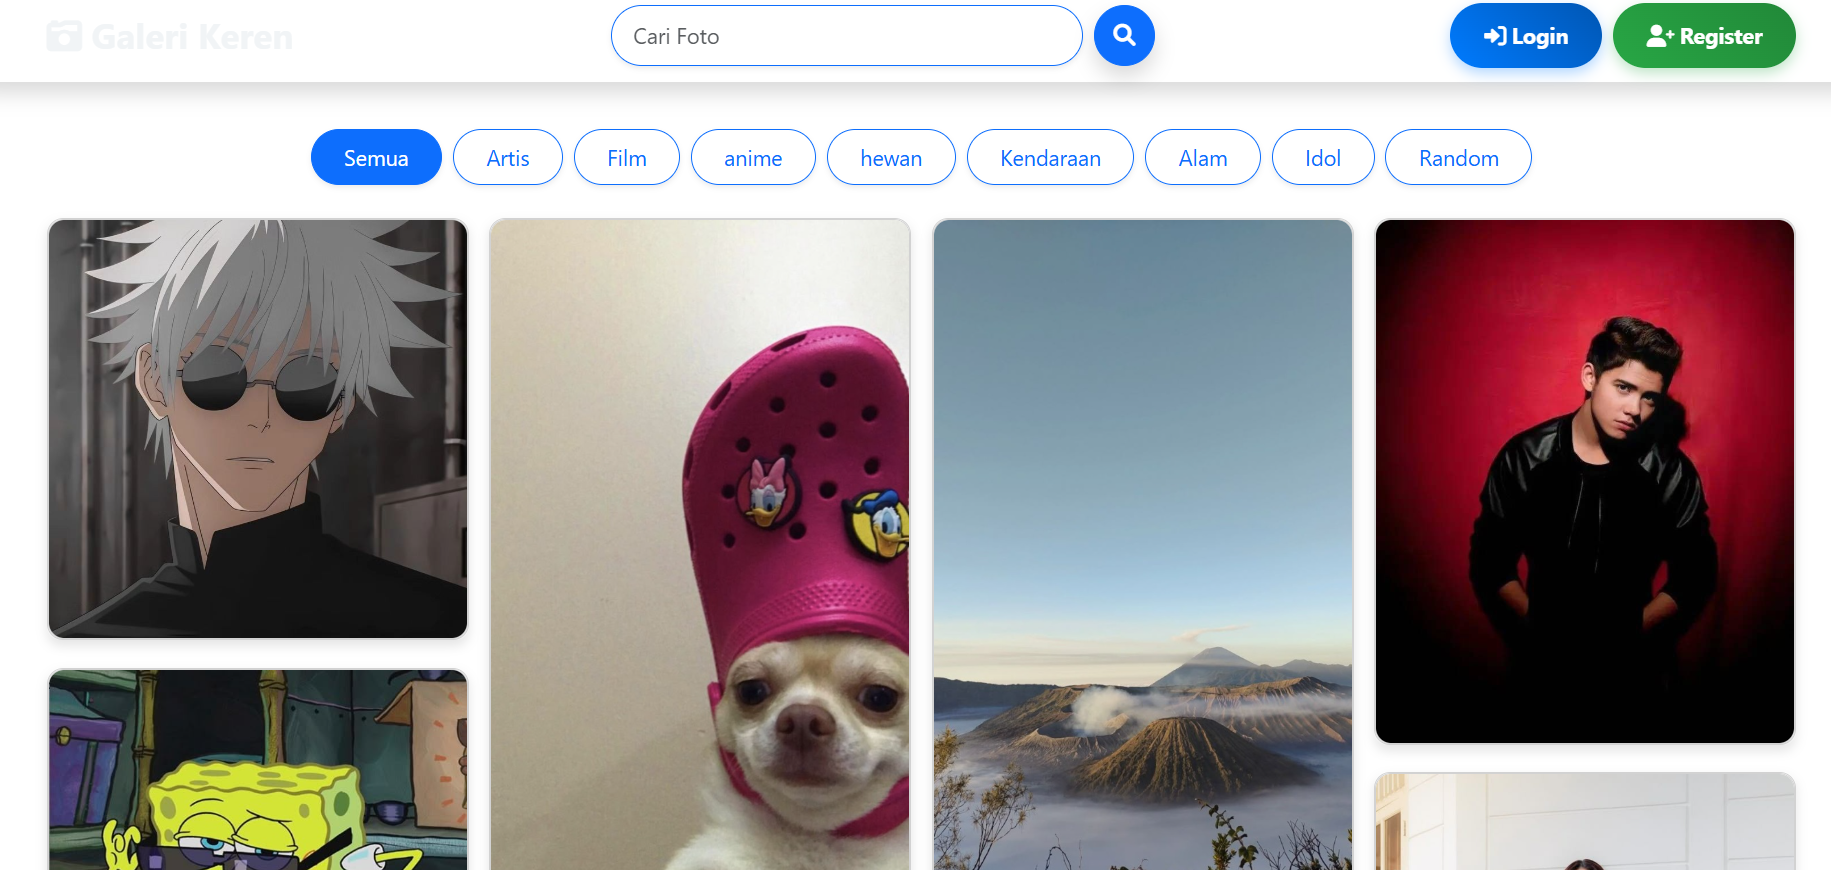 Galeri Keren
Cari Foto
Login
Register
Semua
Artis
Film
anime
hewan
Kendaraan
Alam
Idol
Random